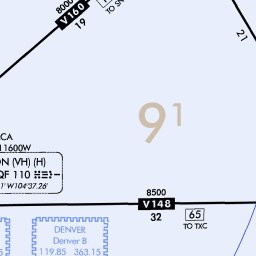 8000
V160
19
TO SN
21
9¹
CA
11600W
ON (VH) (H)
QF 110
1' W104°37.26'
8500
V148
32
65
TO TXC
DENVER
Denver B
119.85 363.15